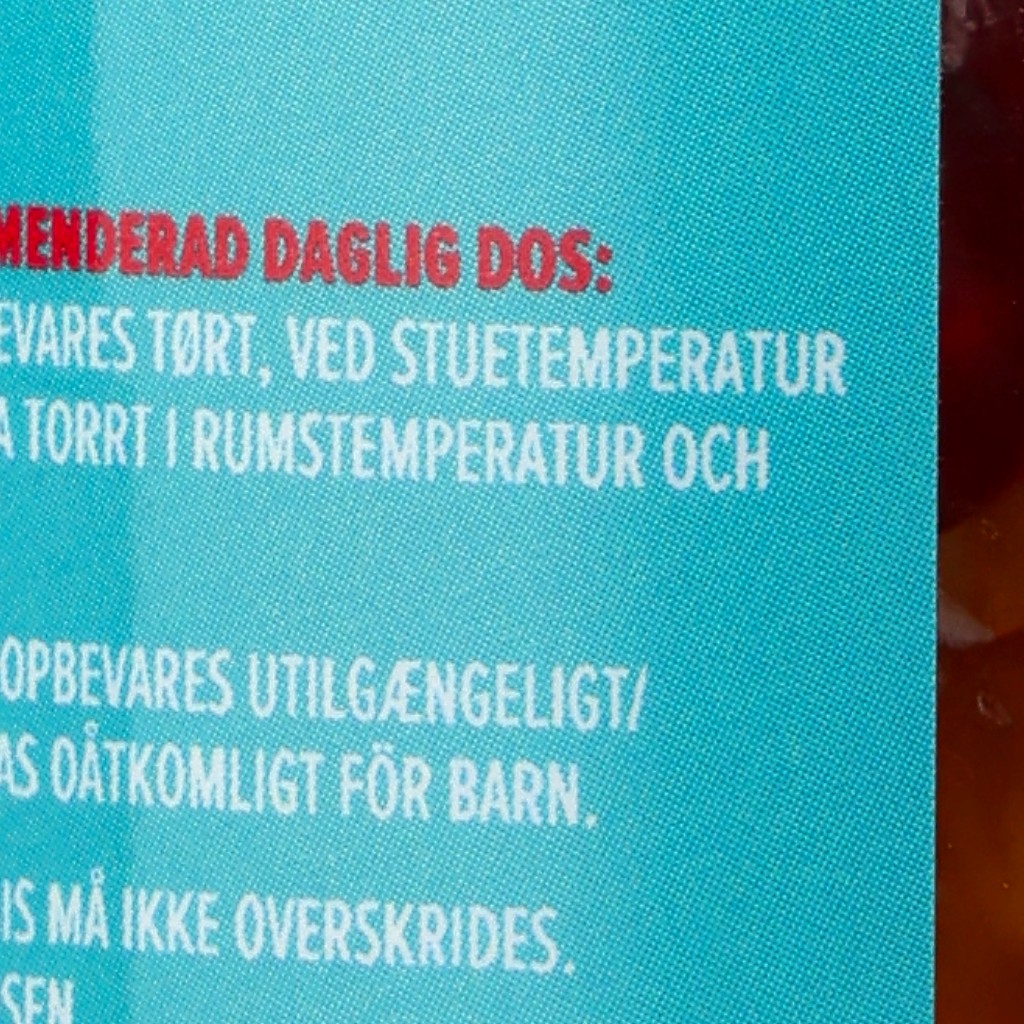 MENDERAD DAGLIG DOS:
EVARES TØRT, VED STUETEMPERATUR
A TORRT I RUMSTEMPERATUR OCH
OPBEVARES UTILGÆNGELIGT/
AS OÅTKOMLIGT FÖR BARN.
IS MÅ IKKE OVERSKRIDES.
SEN